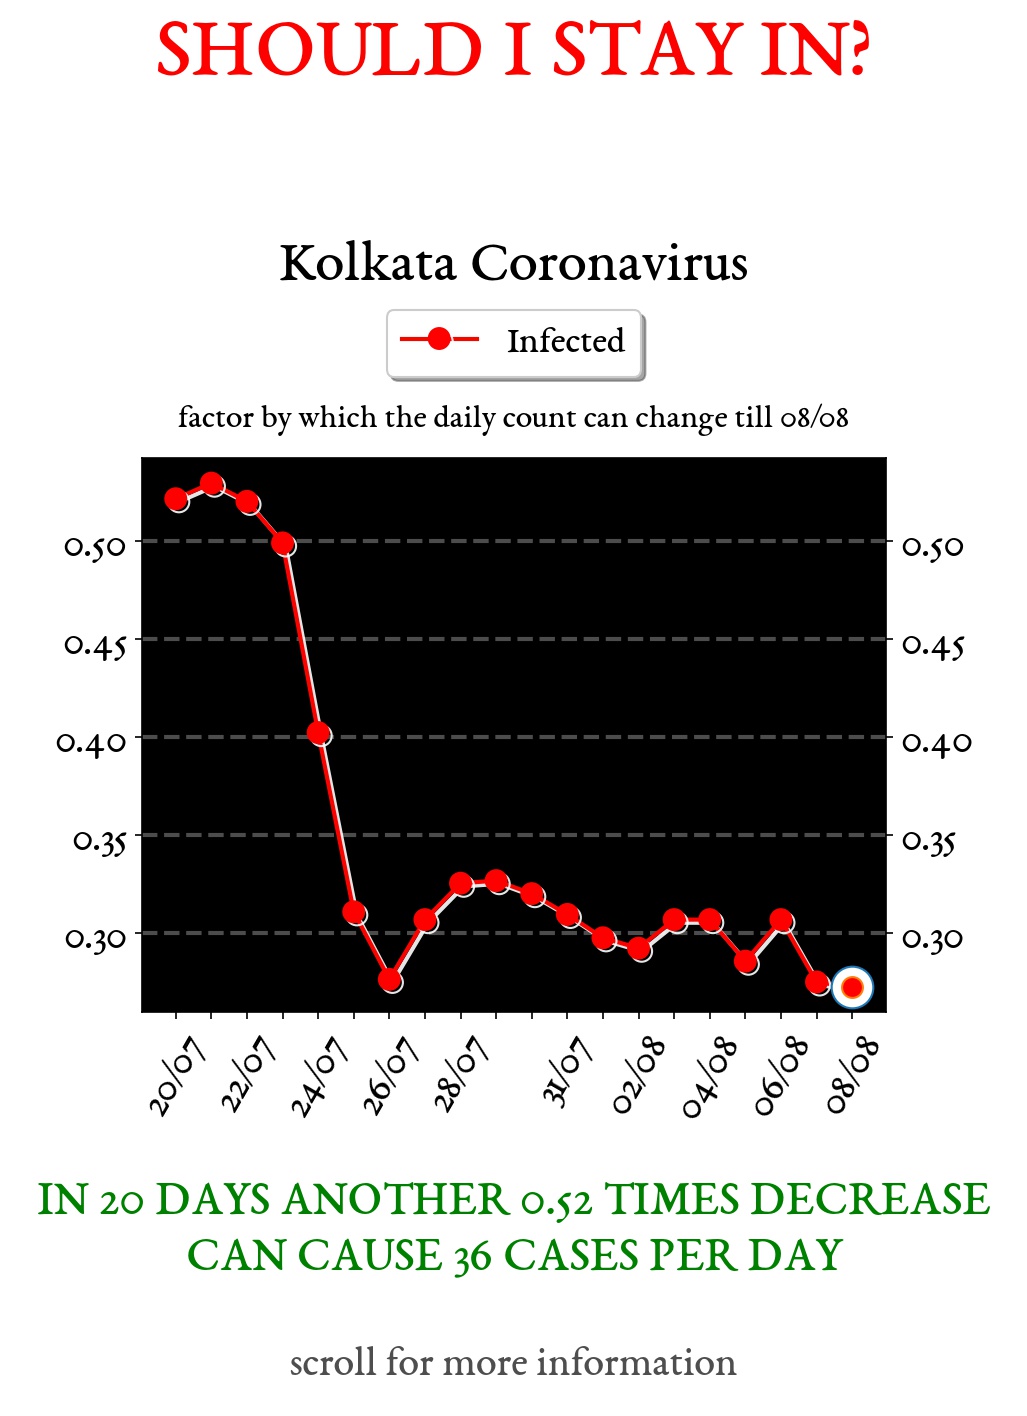 SHOULD I STAY IN?
Kolkata Coronavirus
Infected
factor by which the daily count can change till 08/08
0.50 0.50
0.45 0.45
0.40 0.40
0.35 0.35
0.30 0.30
20/07 22/07 24/07 26/07 28/07 31/07 02/08 04/08 06/08 08/08
IN 20 DAYS ANOTHER 0.52 TIMES DECREASE
CAN CAUSE 36 CASES PER DAY
scroll for more information